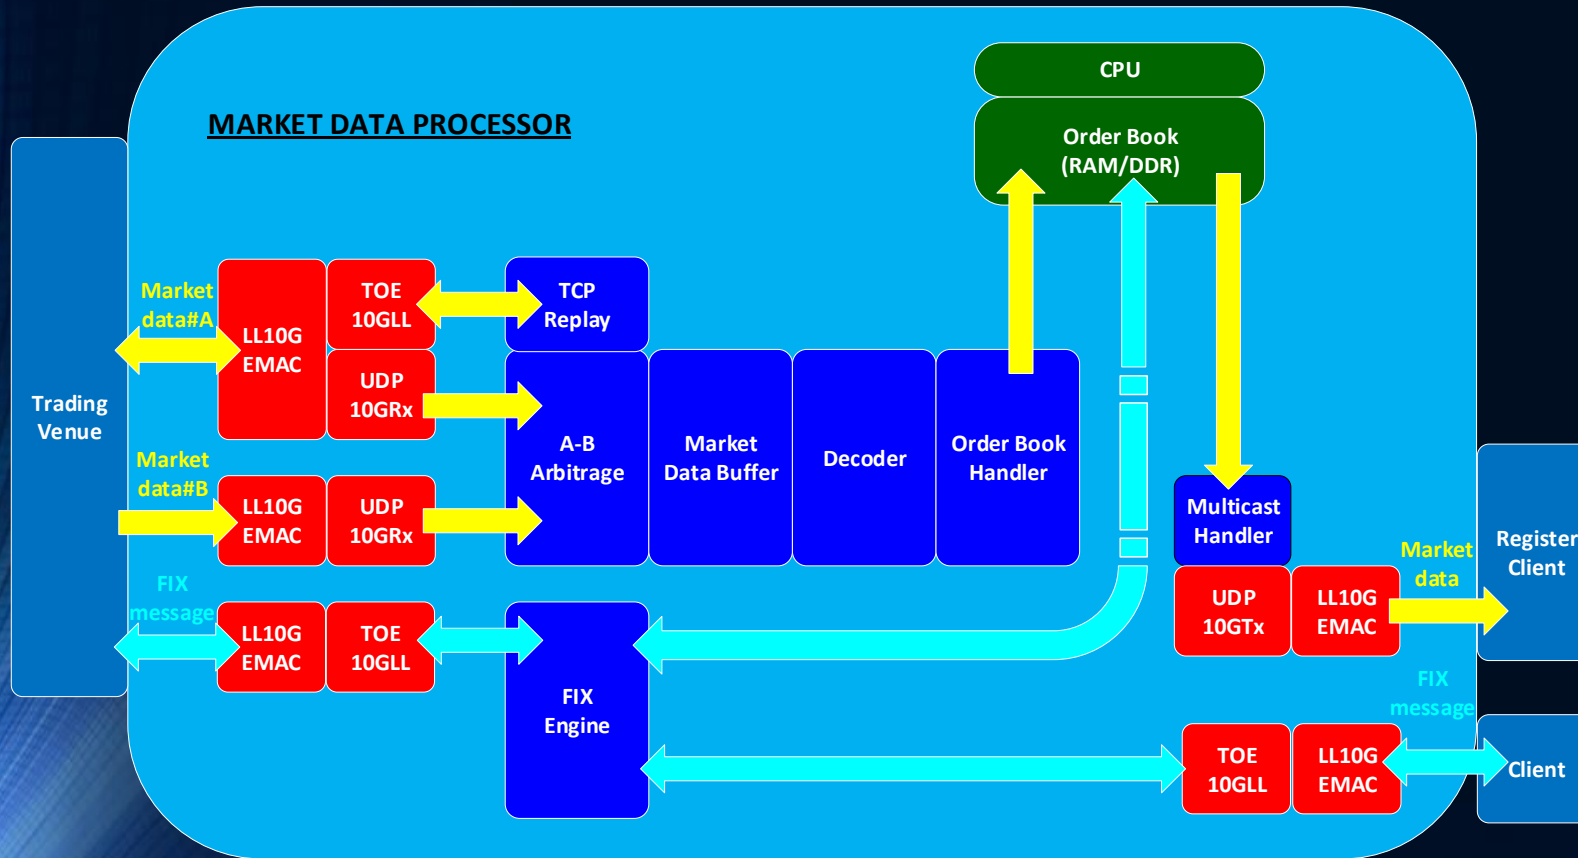 CPU
Order Book
(RAM/DDR)
MARKET DATA PROCESSOR
Trading
Venue
Market
data#A
LL10G
EMAC
TOE
10GLL
UDP
10GRx
TCP
Replay
A-B
Arbitrage
Market
Data Buffer
Decoder
Order Book
Handler
Market
data#B
LL10G
EMAC
UDP
10GRx
FIX
message
LL10G
EMAC
TOE
10GLL
FIX
Engine
Multicast
Handler
UDP
10GTx
LL10G
EMAC
Market
data
Register
Client
FIX
message
TOE
10GLL
LL10G
EMAC
Client